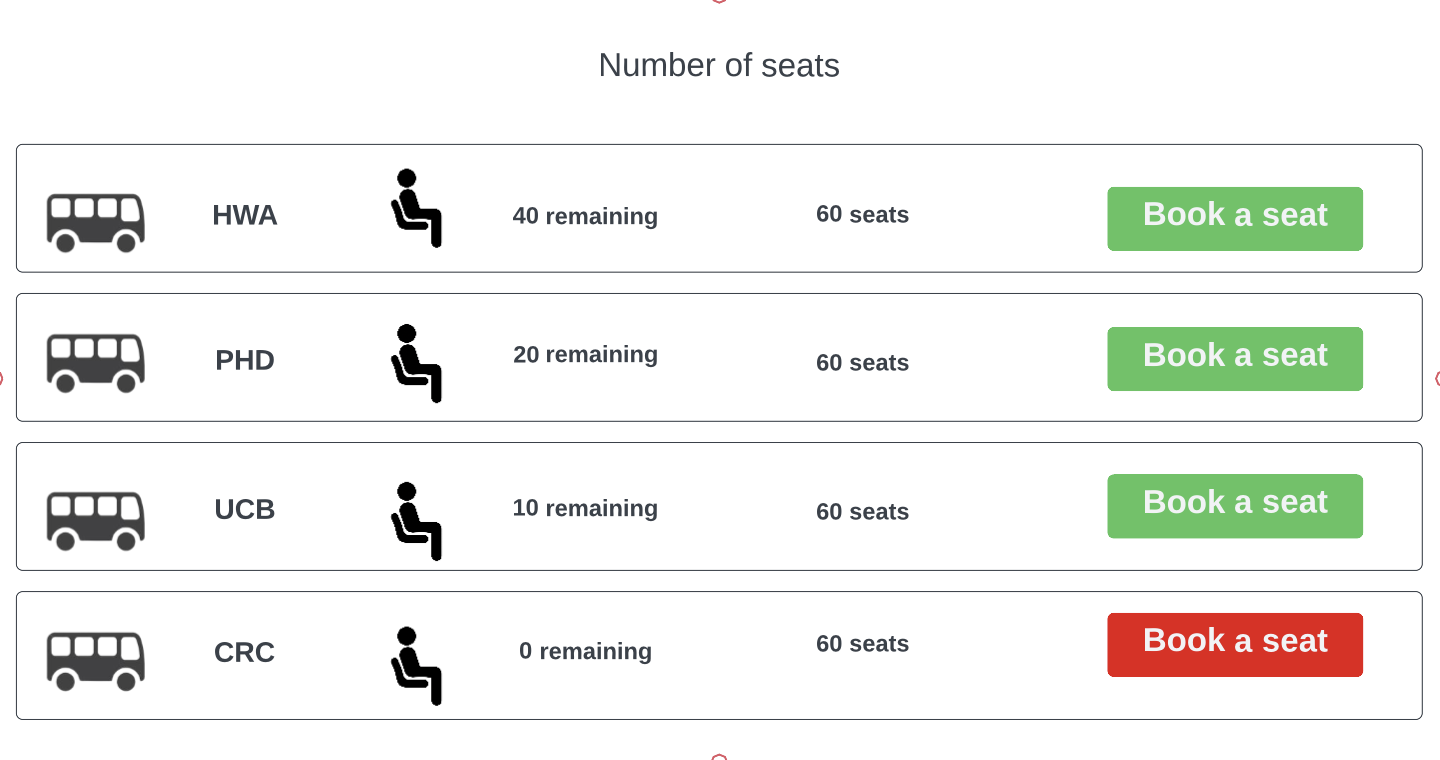 Number of seats
HWA 40 remaining 60 seats Book a seat
PHD 20 remaining 60 seats Book a seat
UCB 10 remaining 60 seats Book a seat
CRC 0 remaining 60 seats Book a seat